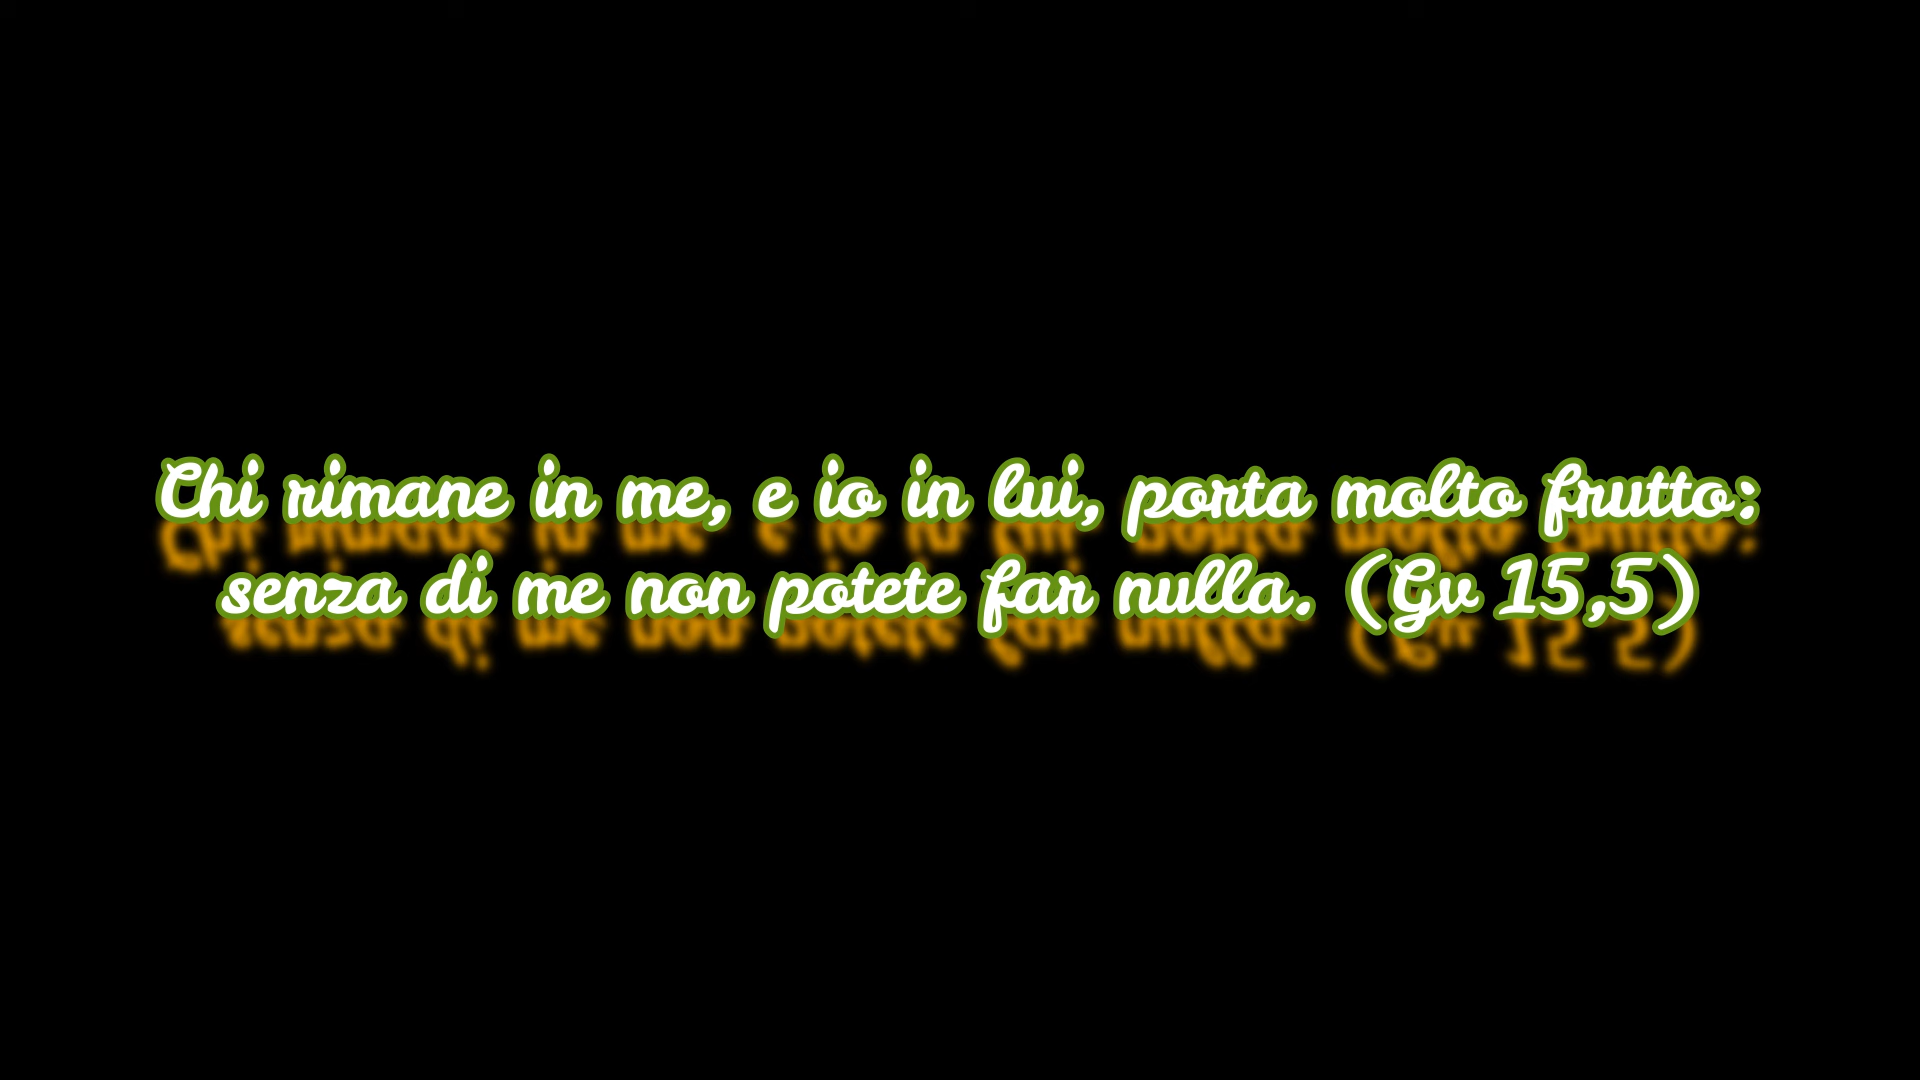 Chi rimane in me, e io in lui, porta molto frutto:
senza di me non potete far nulla. (Gv 15,5)